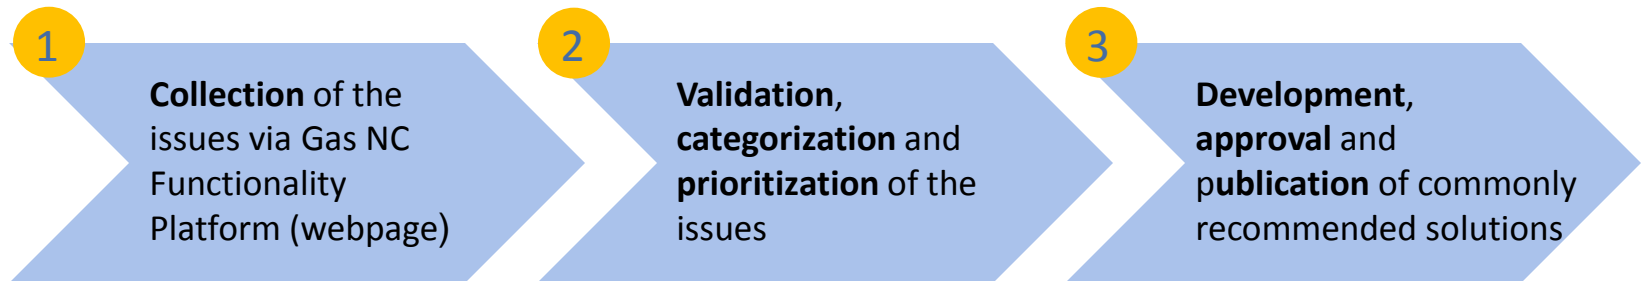 1
Collection of the
issues via Gas NC
Functionality
Platform (webpage)
2
Validation,
categorization and
prioritization of the
issues
3
Development,
approval and
publication of commonly
recommended solutions